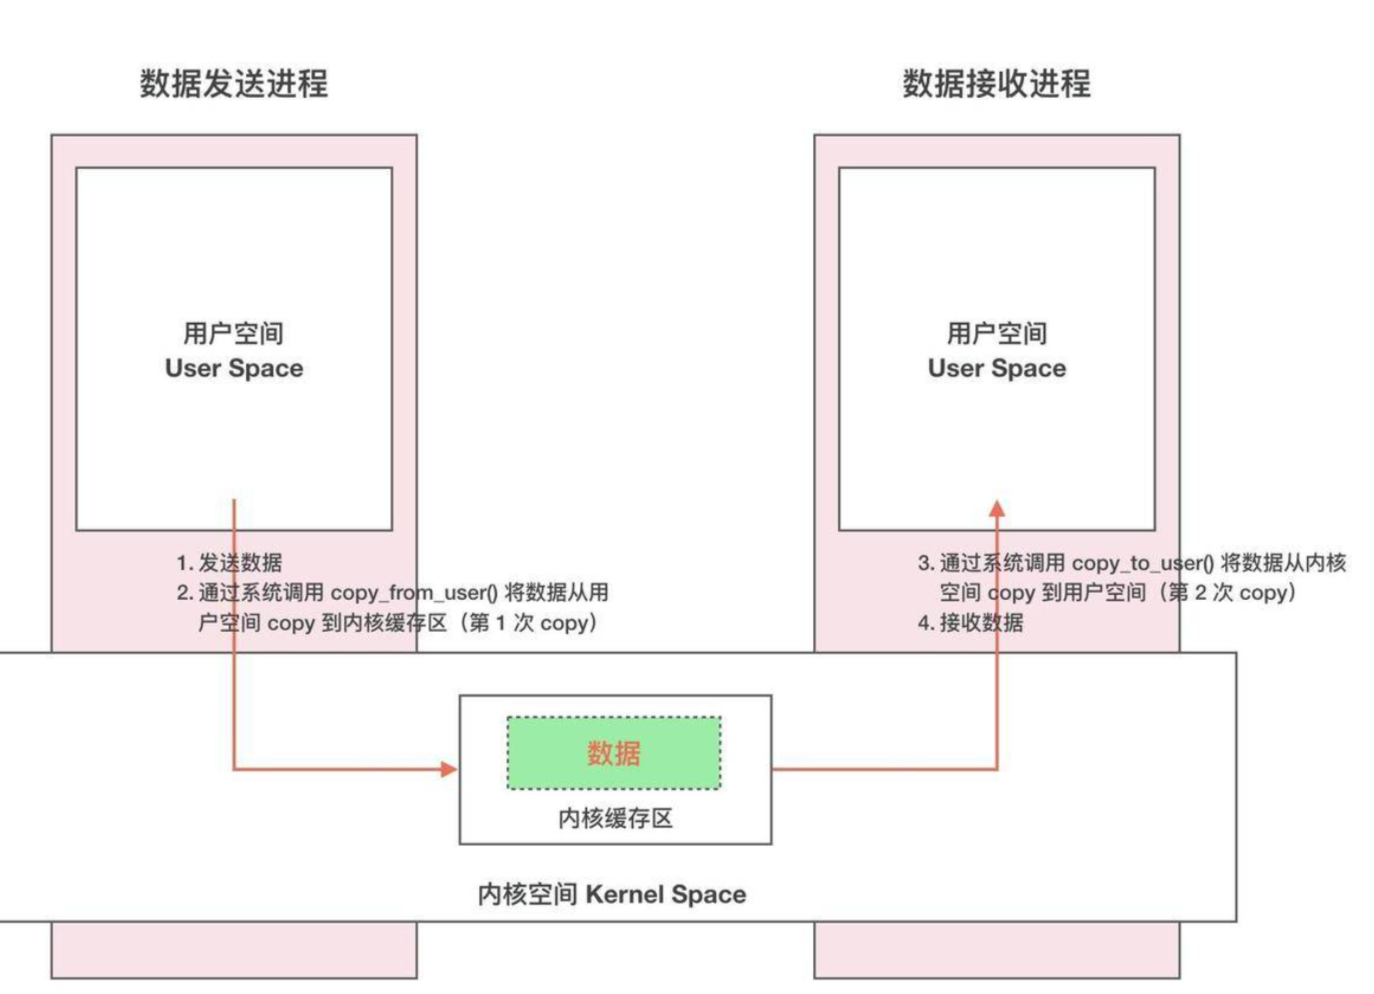 数据发送进程
数据接收进程
用户空间
User Space
用户空间
User Space
1. 发送数据
2. 通过系统调用 copy_from_user() 将数据从用
户空间 copy 到内核缓存区（第 1 次 copy）
3. 通过系统调用 copy_to_user() 将数据从内核
空间 copy 到用户空间（第 2 次 copy）
4. 接收数据
数据
内核缓存区
内核空间 Kernel Space